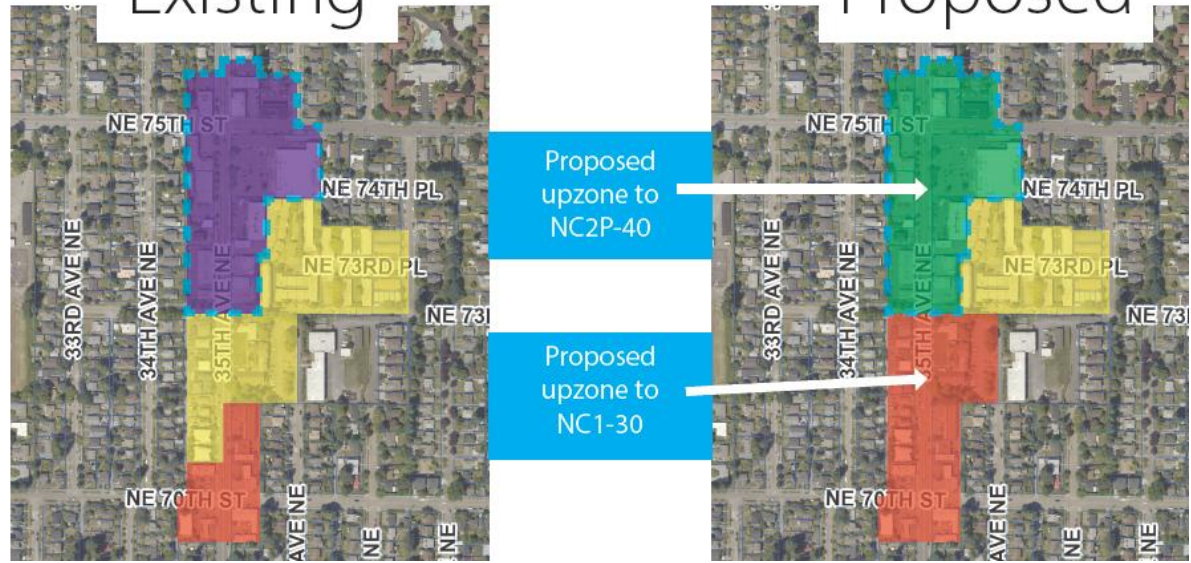 Existing
Proposed
NE 75TH ST
NE 74TH PL
NE 73RD PL
33RD AVE NE
34TH AVE NE
35TH AVE NE
NE 70TH ST
AVE NE
NE
NE
Proposed
upzone to
NC2P-40
Proposed
upzone to
NC1-30
NE 75TH ST
NE 74TH PL
NE 73RD PL
33RD AVE NE
34TH AVE NE
35TH AVE NE
NE 70TH ST
AVE NE
NE
NE